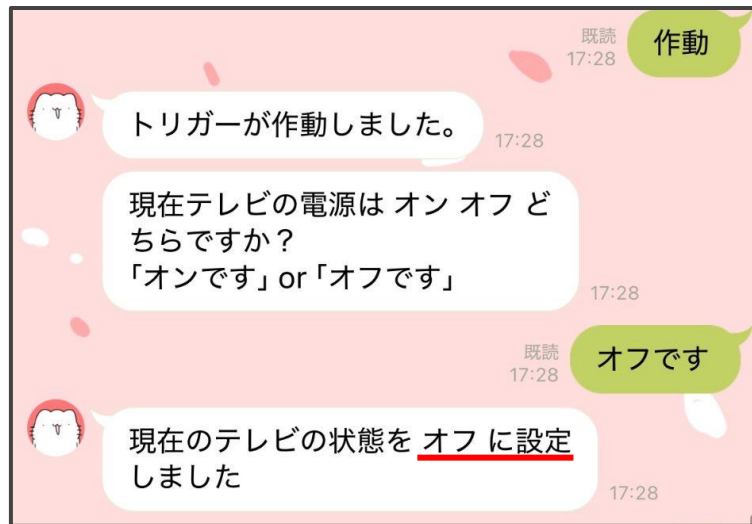 既読
17:28
作動
トリガーが作動しました。
17:28
現在テレビの電源は オン オフ ど
ちらですか？
「オンです」or「オフです」
17:28
既読
17:28
オフです
現在のテレビの状態を オフ に設定
しました
17:28